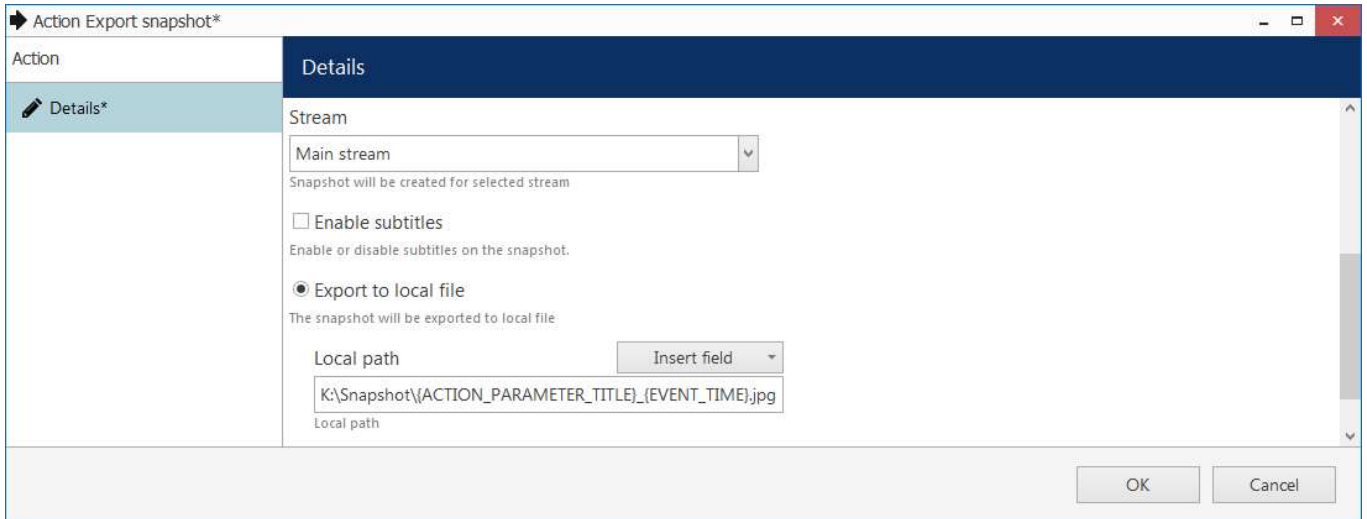 Action Export snapshot*
Action
Details
Details*
Stream
Main stream
Snapshot will be created for selected stream
Enable subtitles
Enable or disable subtitles on the snapshot.
Export to local file
The snapshot will be exported to local file
Local path
Insert field
K:\Snapshot\{ACTION_PARAMETER_TITLE}_{EVENT_TIME}.jpg
Local path
OK
Cancel